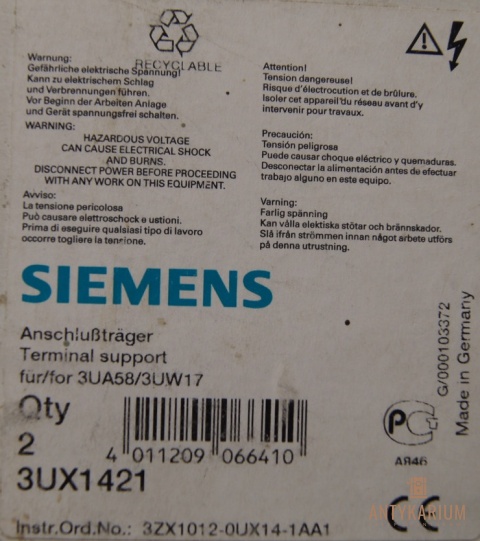 RECYCLABLE
Warnung:
Gefährliche elektrische Spannung!
Kann zu elektrischem Schlag
und Verbrennungen führen.
Vor Beginn der Arbeiten Anlage
und Gerät spannungsfrei schalten.
WARNING:
HAZARDOUS VOLTAGE
CAN CAUSE ELECTRICAL SHOCK
AND BURNS.
DISCONNECT POWER BEFORE PROCEEDING
WITH ANY WORK ON THIS EQUIPMENT.
Avviso:
La tensione pericolosa
Può causare elettroschock e ustioni.
Prima di eseguire qualsiasi tipo di lavoro
occorre togliere la tensione.
Attention!
Tension dangereuse!
Risque d'électrocution et de brûlure.
Isoler cet appareil du réseau avant d'y
intervenir pour travaux.
Precaución:
Tensión peligrosa
Puede causar choque eléctrico y quemaduras.
Desconectar la alimentación antes de efectuar
trabajo alguno en este equipo.
Varning:
Farlig spänning
Kan vålla elektiska stötar och brännskador.
Slå ifrån strömmen innan något arbete utförs
på denna utrustning.
SIEMENS
Anschlußträger
Terminal support
für/for 3UA58/3UW17
Qty
2
4 011209 066410
3UX1421
Instr.Ord.No.: 3ZX1012-0UX14-1AA1
G/000103372
Made in Germany
АЯ46
CE
ANTYKARIUM